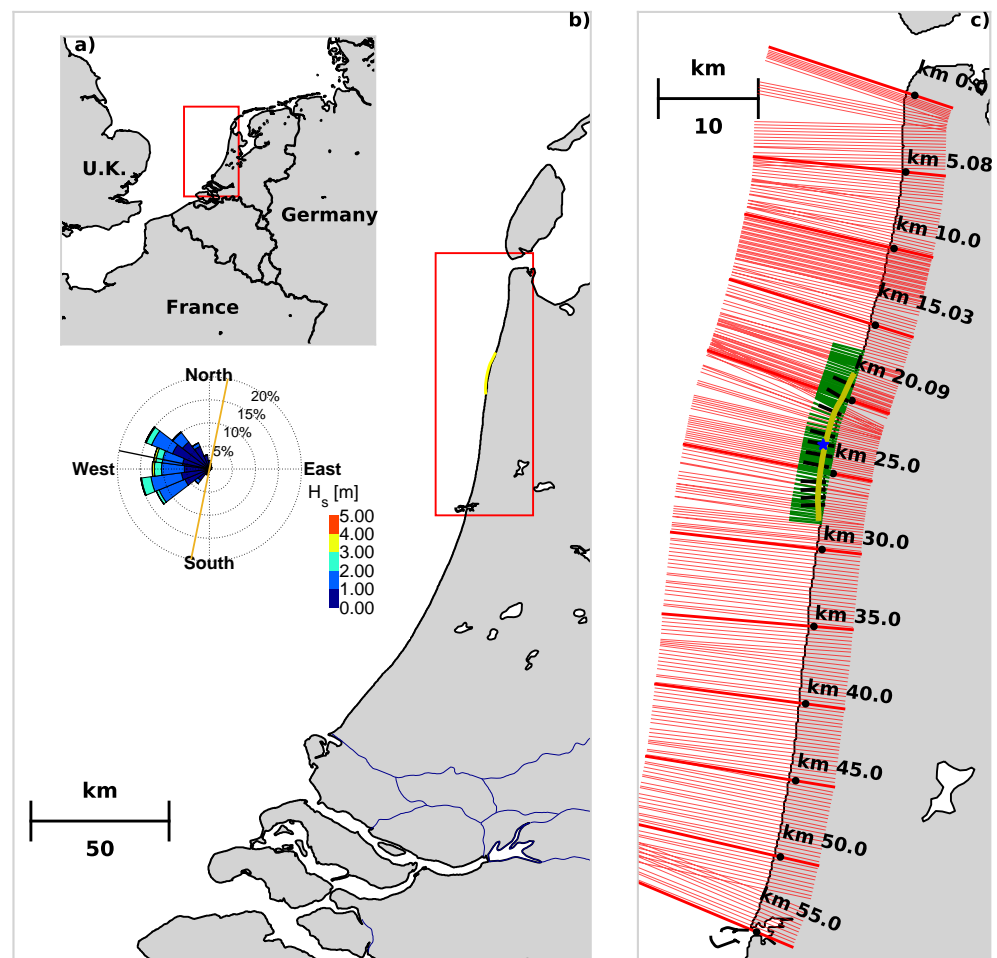 a)
U.K.
Germany
France
b)
North
20%
15%
10%
5%
West
East
South
Hs [m]
5.00
4.00
3.00
2.00
1.00
0.00
km
50
c)
km
10
km 5.08
km 10.0
km 15.03
km 20.09
km 25.0
km 30.0
km 35.0
km 40.0
km 45.0
km 50.0
km 55.0